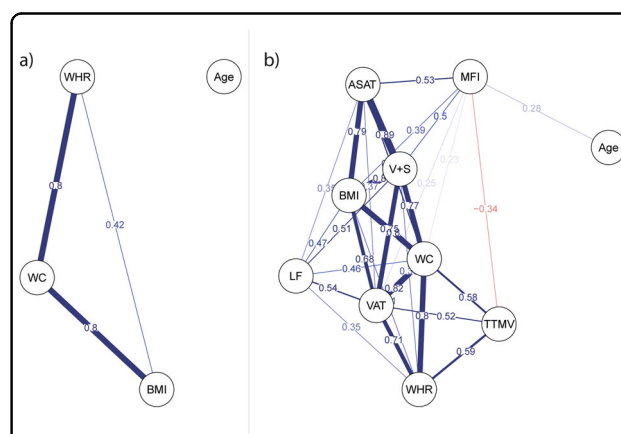 a)
b)
WHR
Age
0.8
0.42
WC
0.8
BMI
ASAT
0.53
MFI
0.28
Age
0.79
0.89
0.39
0.5
V+S
0.23
0.25
BMI
0.77
-0.34
0.51
0.47
0.68
WC
LF
0.46
0.54
0.82
0.58
VAT
0.52
TTMV
0.8
0.35
0.71
0.59
WHR